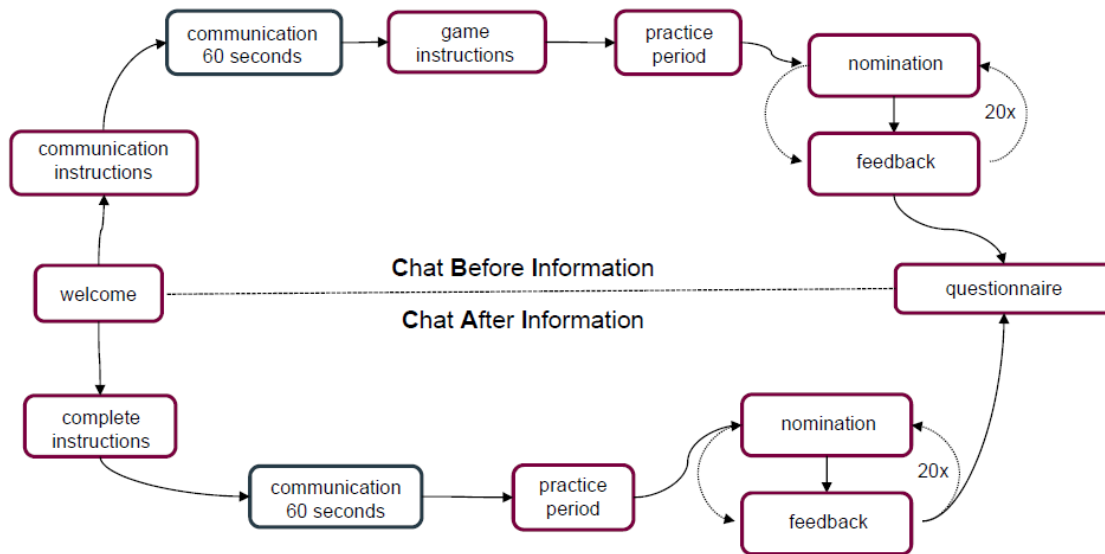 communication
60 seconds
game
instructions
practice
period
nomination
20x
feedback
communication
instructions
welcome
Chat Before Information
Chat After Information
questionnaire
complete
instructions
communication
60 seconds
practice
period
nomination
20x
feedback